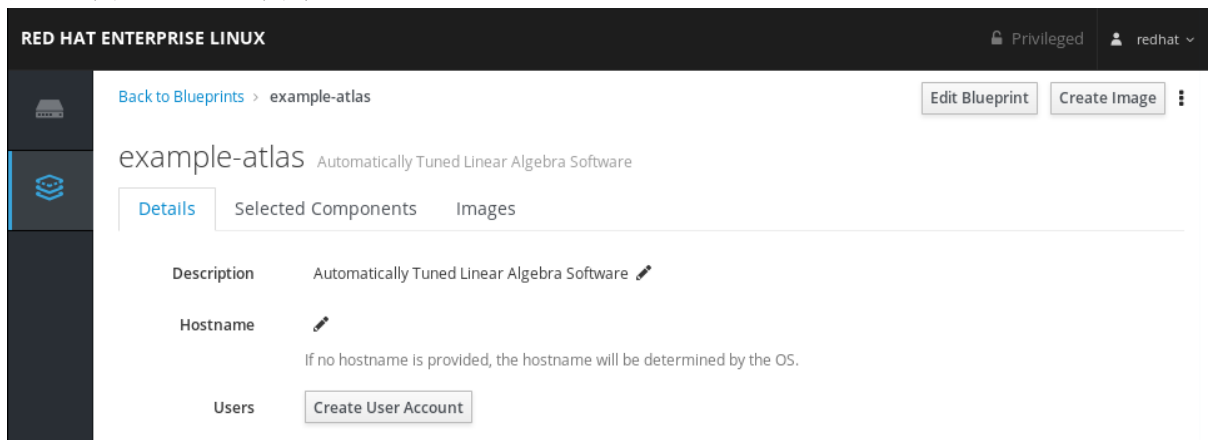 RED HAT ENTERPRISE LINUX Privileged redhat
Back to Blueprints › example-atlas Edit Blueprint Create Image
example-atlas Automatically Tuned Linear Algebra Software
Details Selected Components Images
Description Automatically Tuned Linear Algebra Software
Hostname
If no hostname is provided, the hostname will be determined by the OS.
Users Create User Account